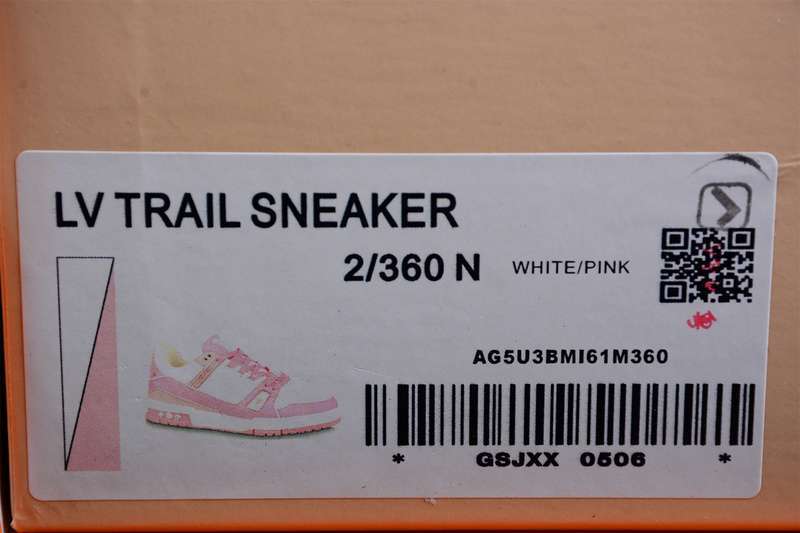 LV TRAIL SNEAKER
2/360 N WHITE/PINK
AG5U3BMI61M360
* GSJXX 0506 *